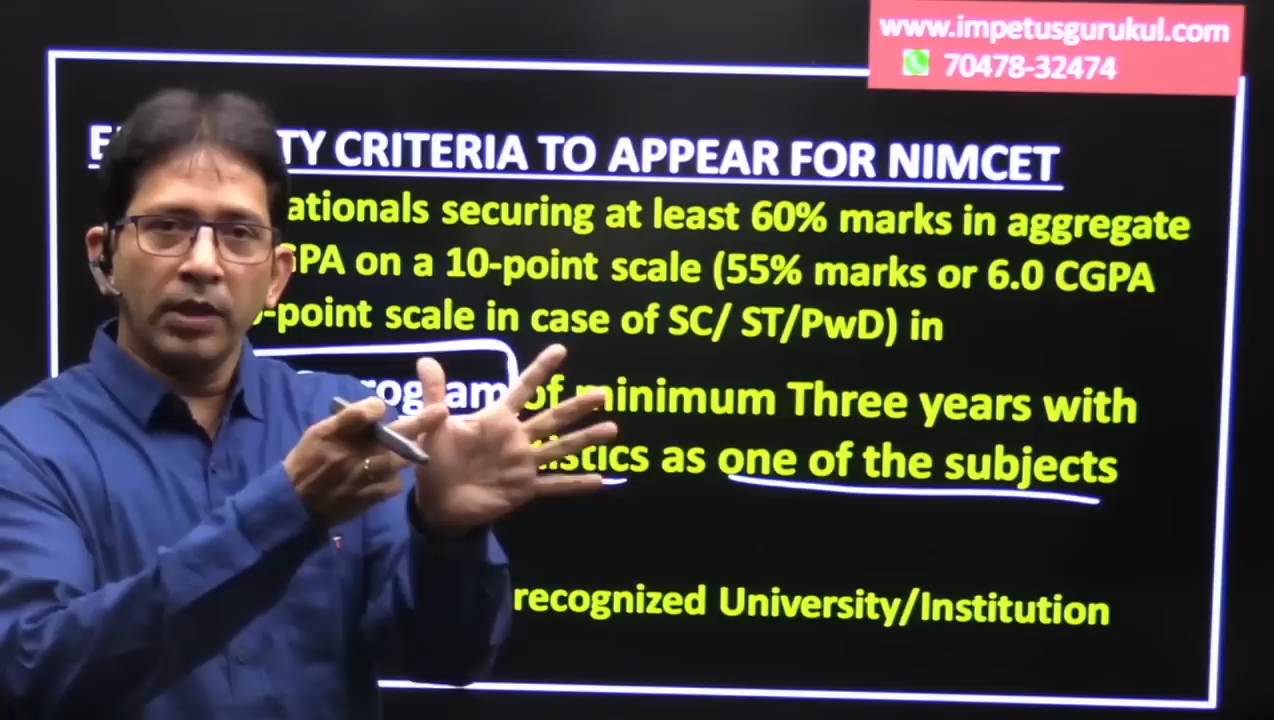 www.impetusgurukul.com
70478-32474
TY CRITERIA TO APPEAR FOR NIMCET
ationals securing at least 60% marks in aggregate
GPA on a 10-point scale (55% marks or 6.0 CGPA
-point scale in case of SC/ ST/PwD) in
program of minimum Three years with
tistics as one of the subjects
recognized University/Institution